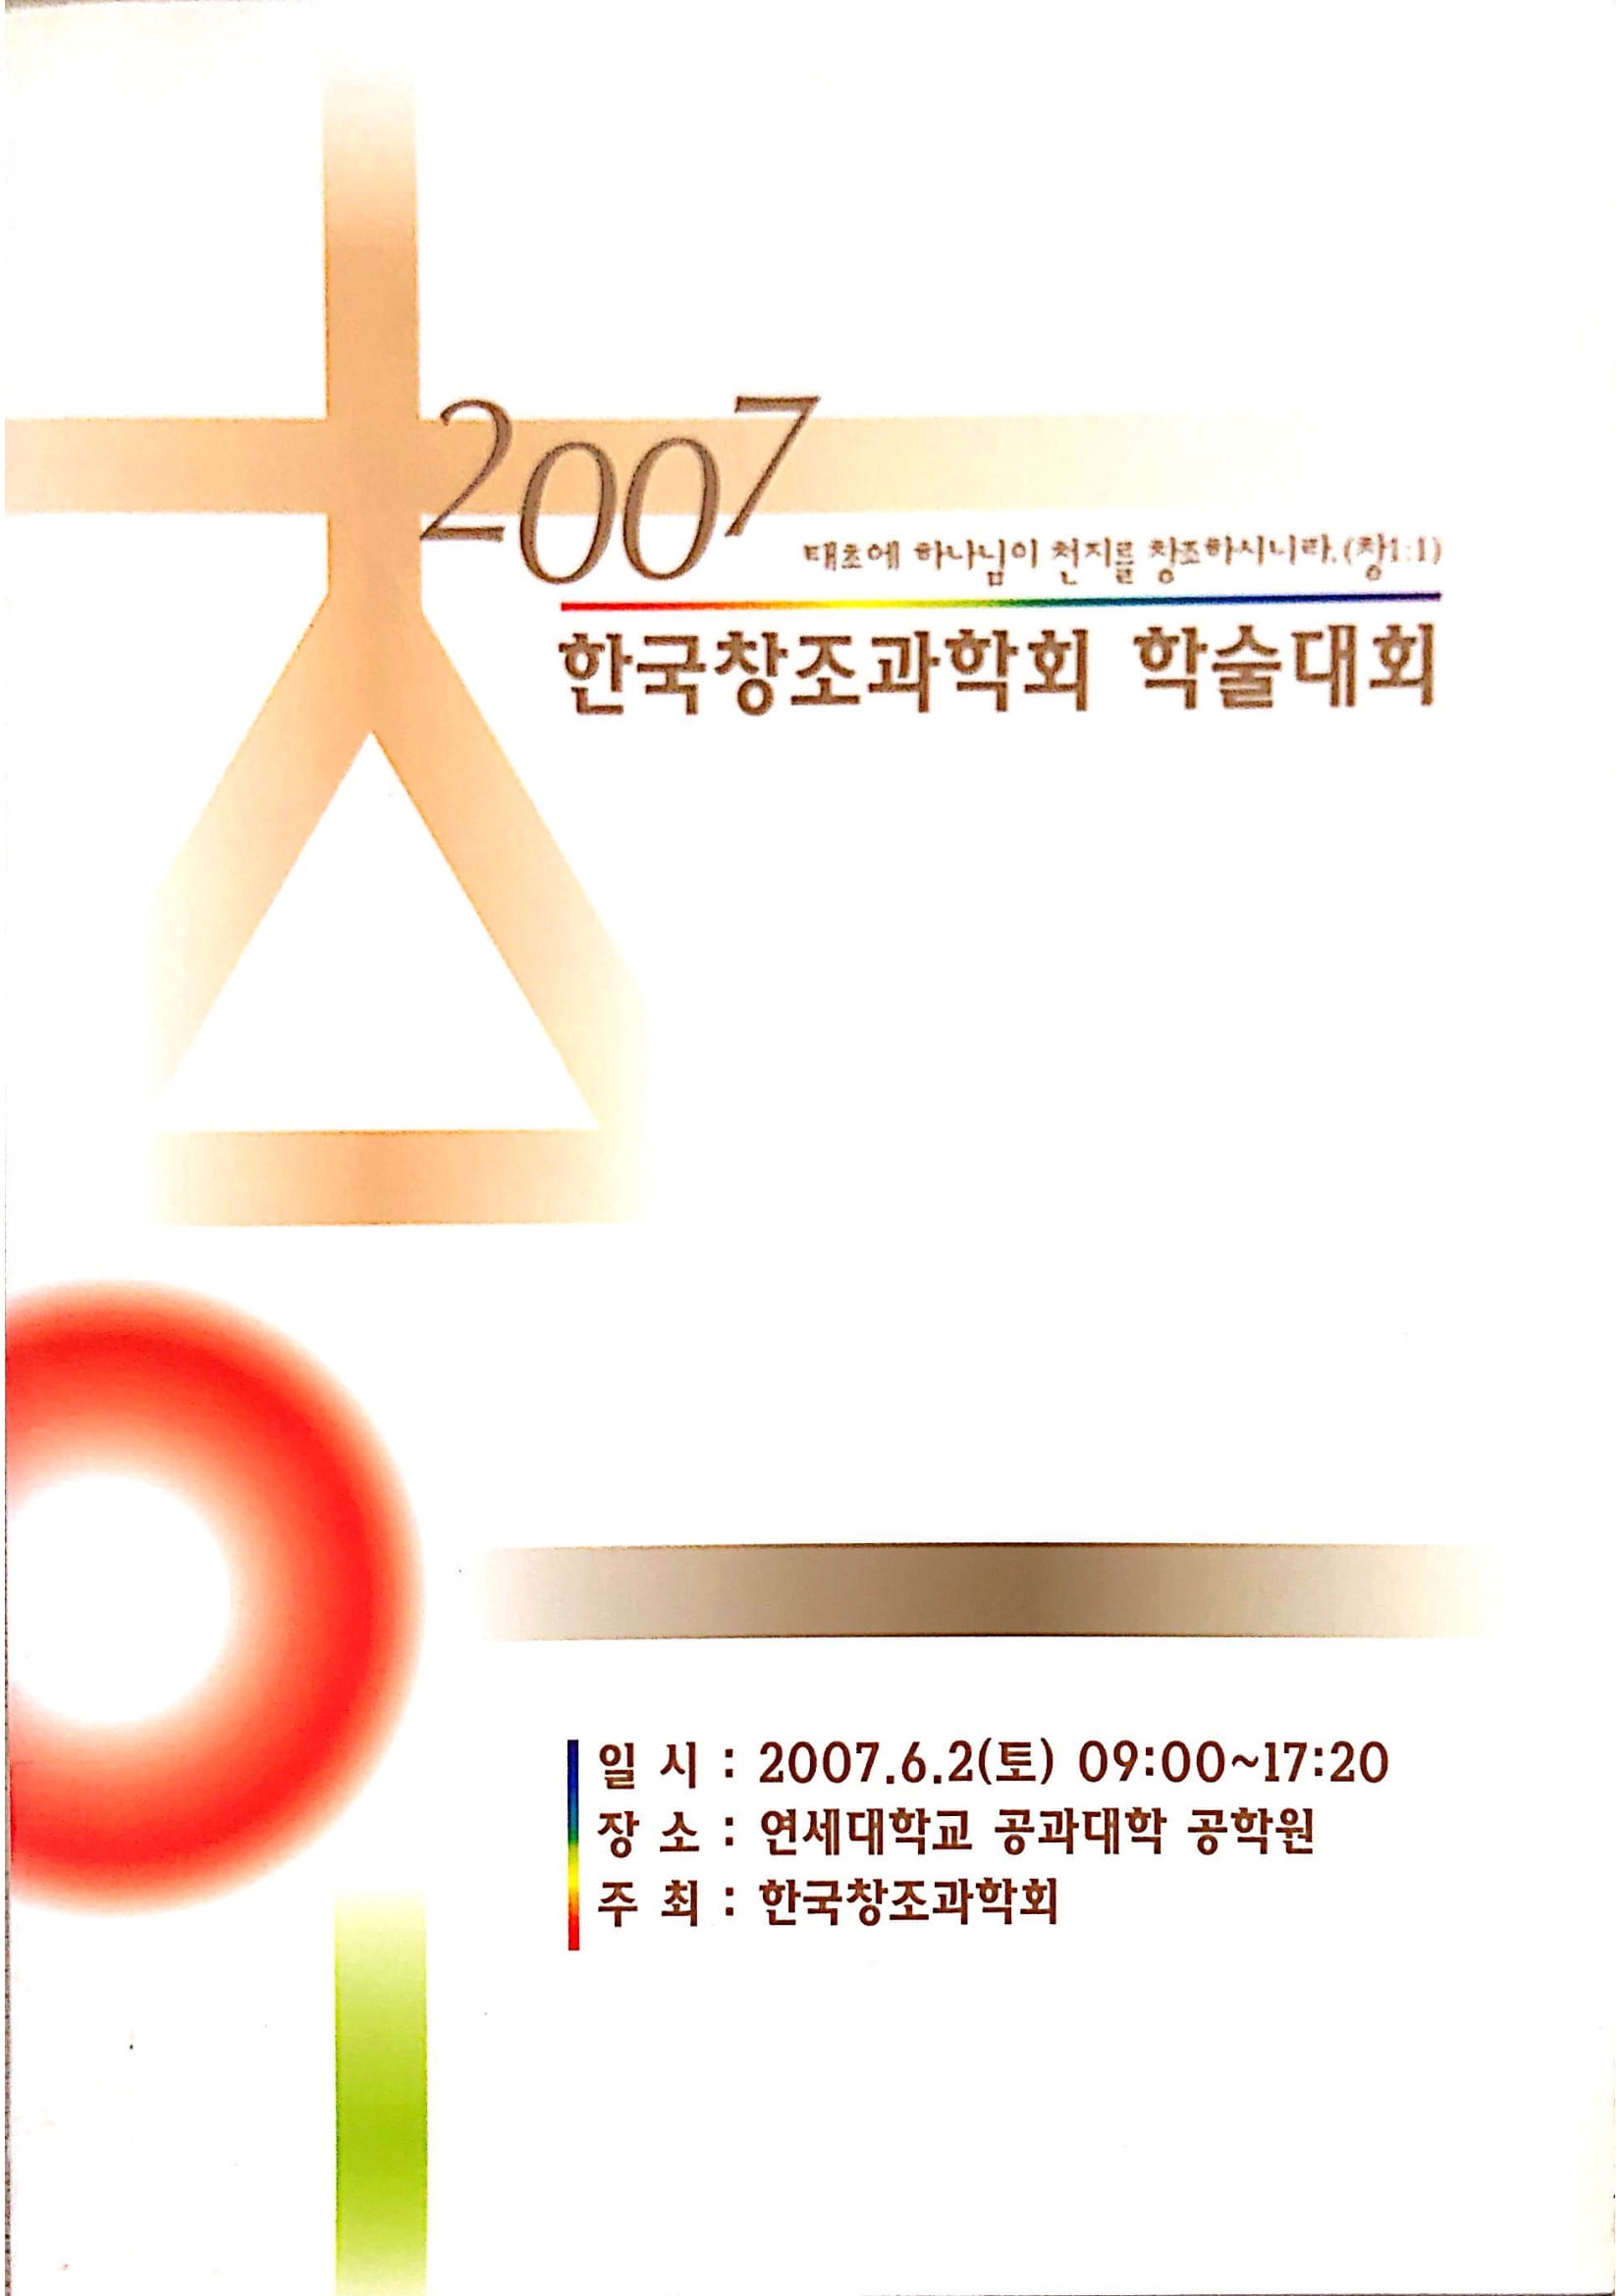 2007
태초에 하나님이 천지를 창조하시니라.(창1:1)
한국창조과학회 학술대회
일 시 : 2007.6.2(토) 09:00~17:20
장 소 : 연세대학교 공과대학 공학원
주 최 : 한국창조과학회